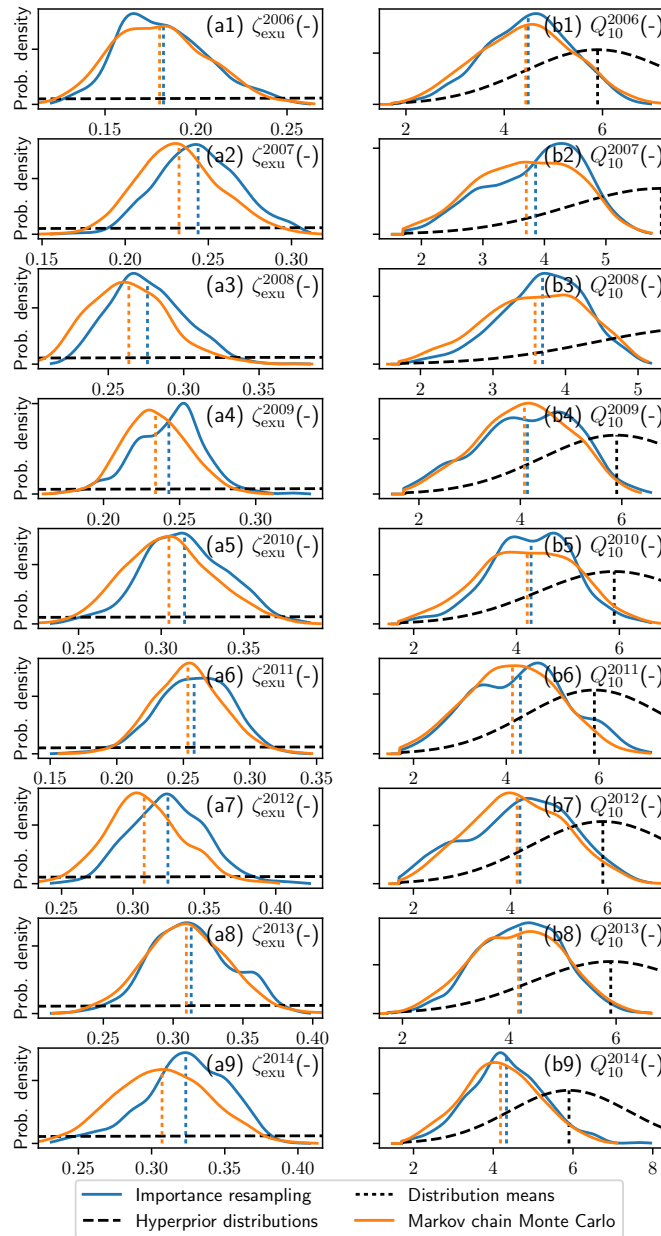 Prob. density
(a1) ζ_exu^2006(-)
0.15 0.20 0.25
(b1) Q_10^2006(-)
2 4 6
Prob. density
(a2) ζ_exu^2007(-)
0.15 0.20 0.25 0.30
(b2) Q_10^2007(-)
2 3 4 5
Prob. density
(a3) ζ_exu^2008(-)
0.25 0.30 0.35
(b3) Q_10^2008(-)
2 3 4 5
Prob. density
(a4) ζ_exu^2009(-)
0.20 0.25 0.30
(b4) Q_10^2009(-)
2 4 6
Prob. density
(a5) ζ_exu^2010(-)
0.25 0.30 0.35
(b5) Q_10^2010(-)
2 4 6
Prob. density
(a6) ζ_exu^2011(-)
0.15 0.20 0.25 0.30 0.35
(b6) Q_10^2011(-)
2 4 6
Prob. density
(a7) ζ_exu^2012(-)
0.25 0.30 0.35 0.40
(b7) Q_10^2012(-)
2 4 6
Prob. density
(a8) ζ_exu^2013(-)
0.25 0.30 0.35 0.40
(b8) Q_10^2013(-)
2 4 6
Prob. density
(a9) ζ_exu^2014(-)
0.25 0.30 0.35 0.40
(b9) Q_10^2014(-)
2 4 6 8
Importance resampling
Distribution means
Hyperprior distributions
Markov chain Monte Carlo